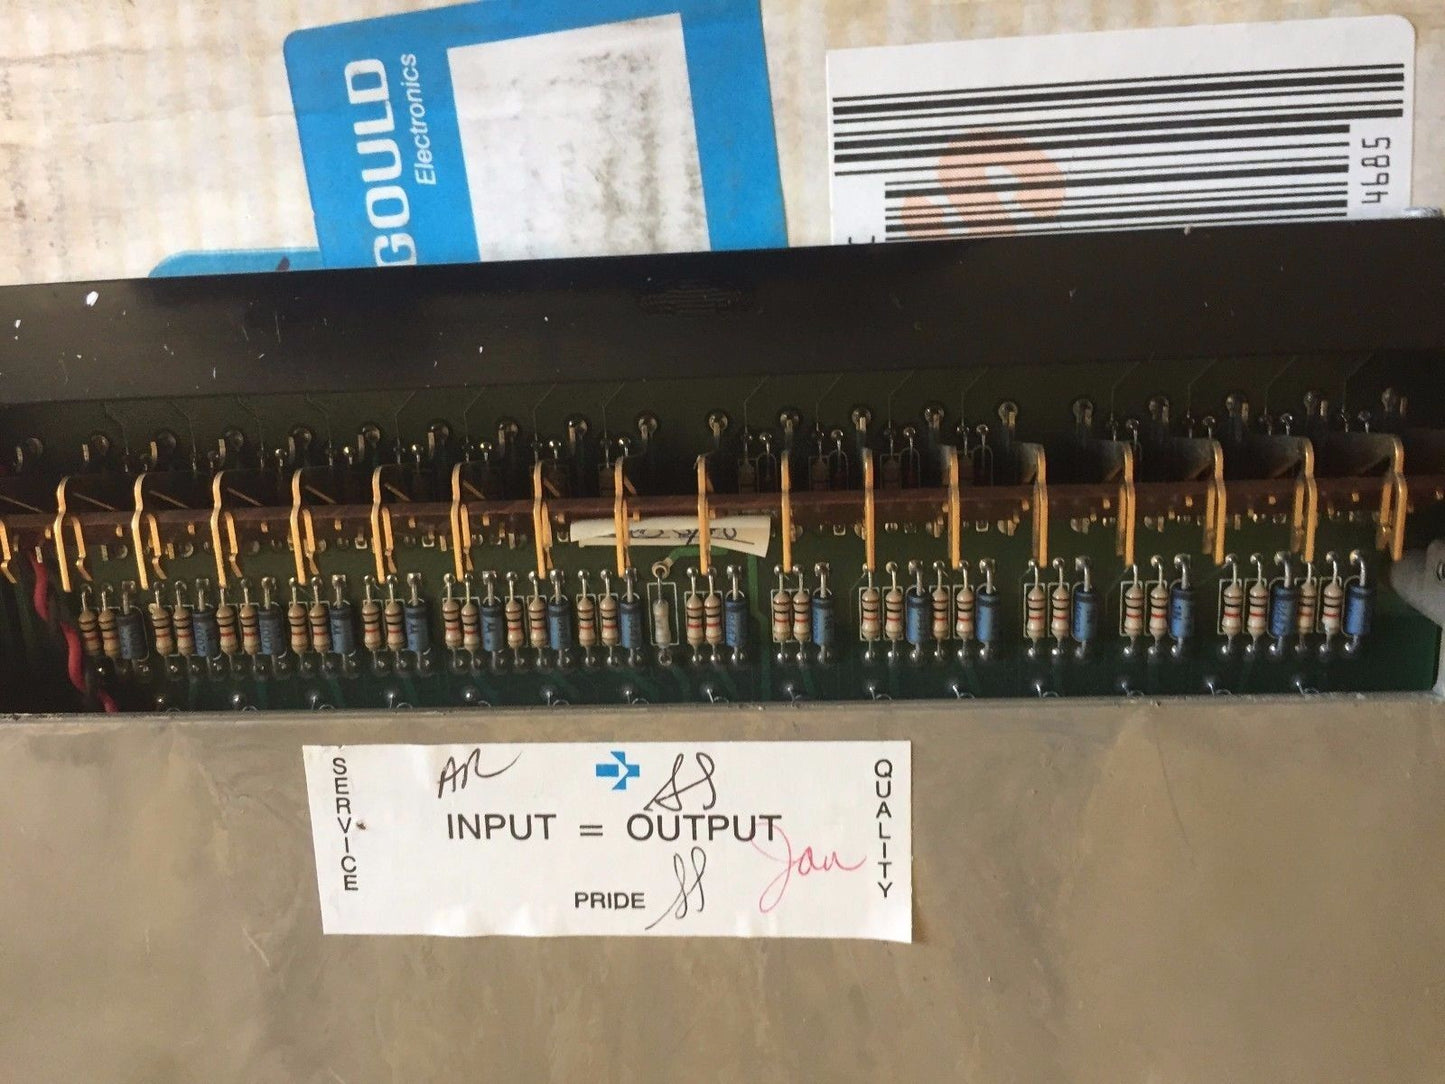 GOULD
Electronics
4685
SERVICE
AR
INPUT = OUTPUT
Jan
PRIDE
QUALITY